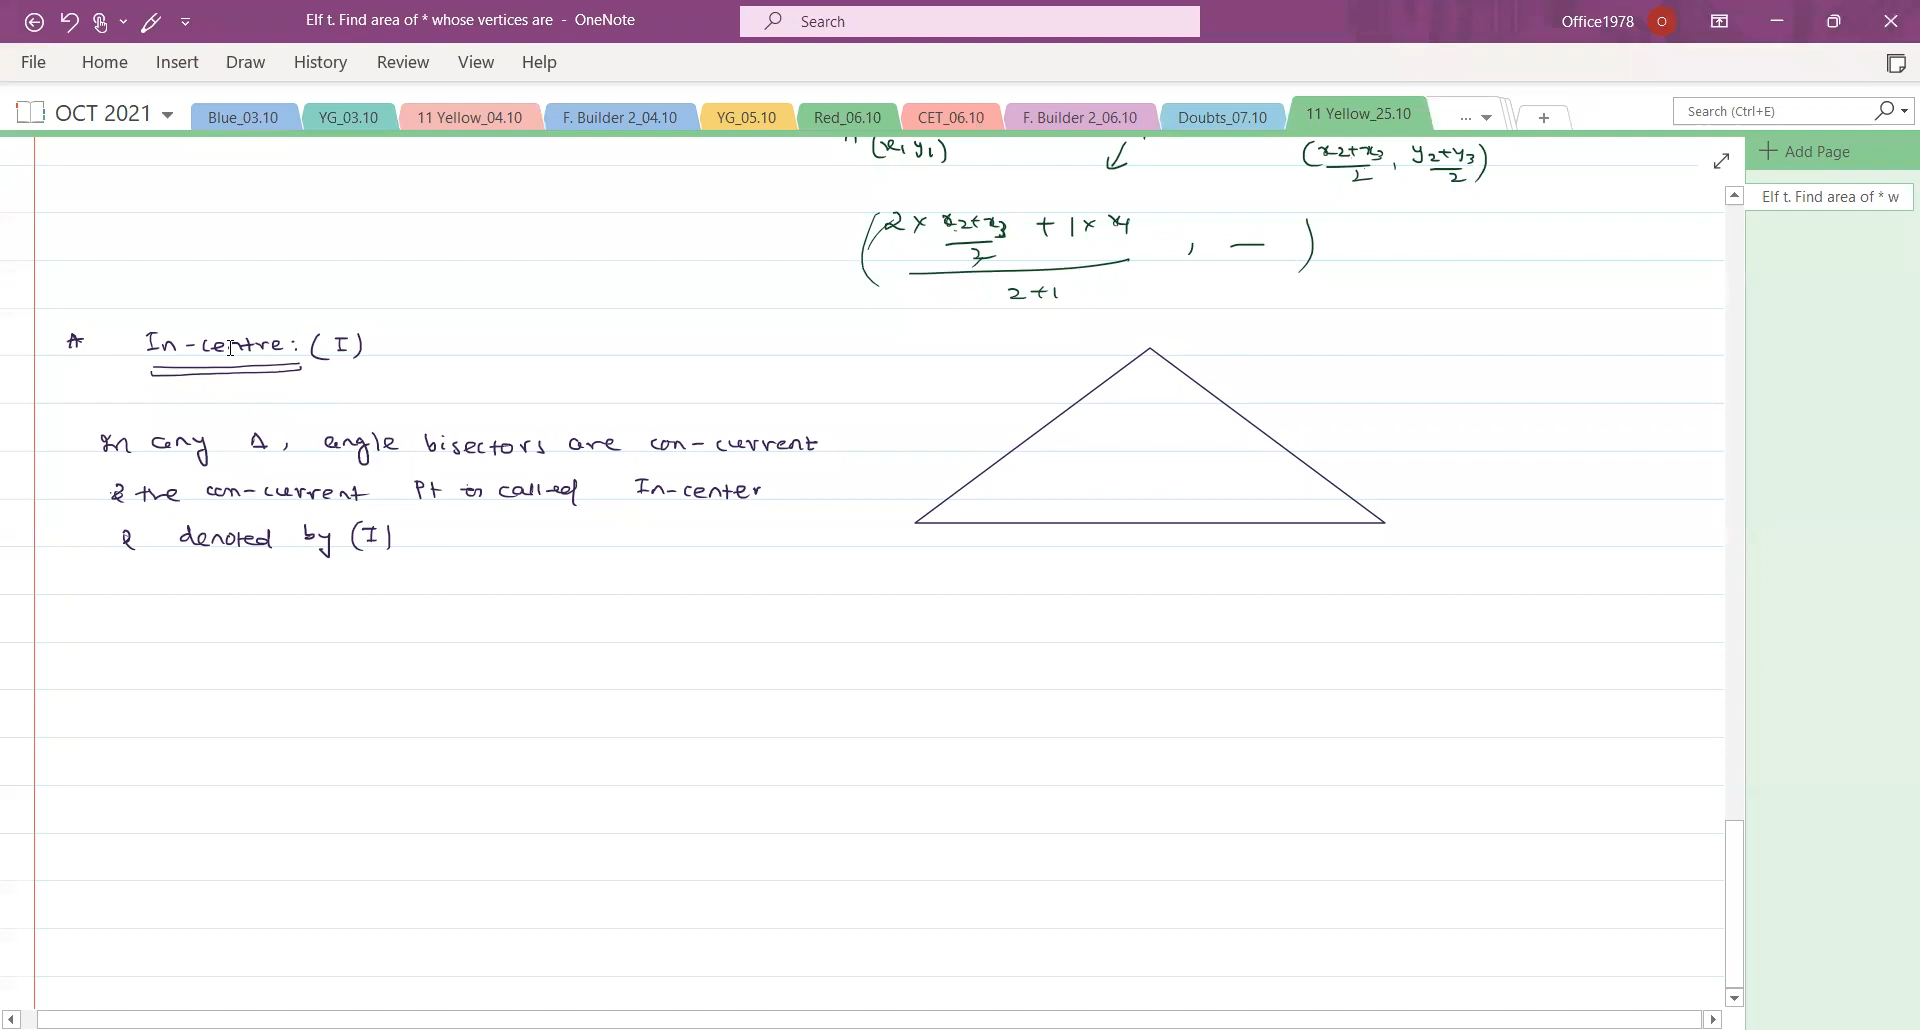 Elf t. Find area of * whose vertices are - OneNote
Search
Office1978
O
File Home Insert Draw History Review View Help
OCT 2021
Blue_03.10 YG_03.10 11 Yellow_04.10 F. Builder 2_04.10 YG_05.10 Red_06.10 CET_06.10 F. Builder 2_06.10 Doubts_07.10 11 Yellow_25.10 ... +
Search (Ctrl+E)
Add Page
Elf t. Find area of * w
(x1 y1)
(x2+x3/2, y2+y3/2)
(2 × x2+x3/2 + 1 × x1 / 2+1, —)
In-centre: (I)
In any Δ, angle bisectors are con-current
& the con-current Pt is called In-center
& denoted by (I)